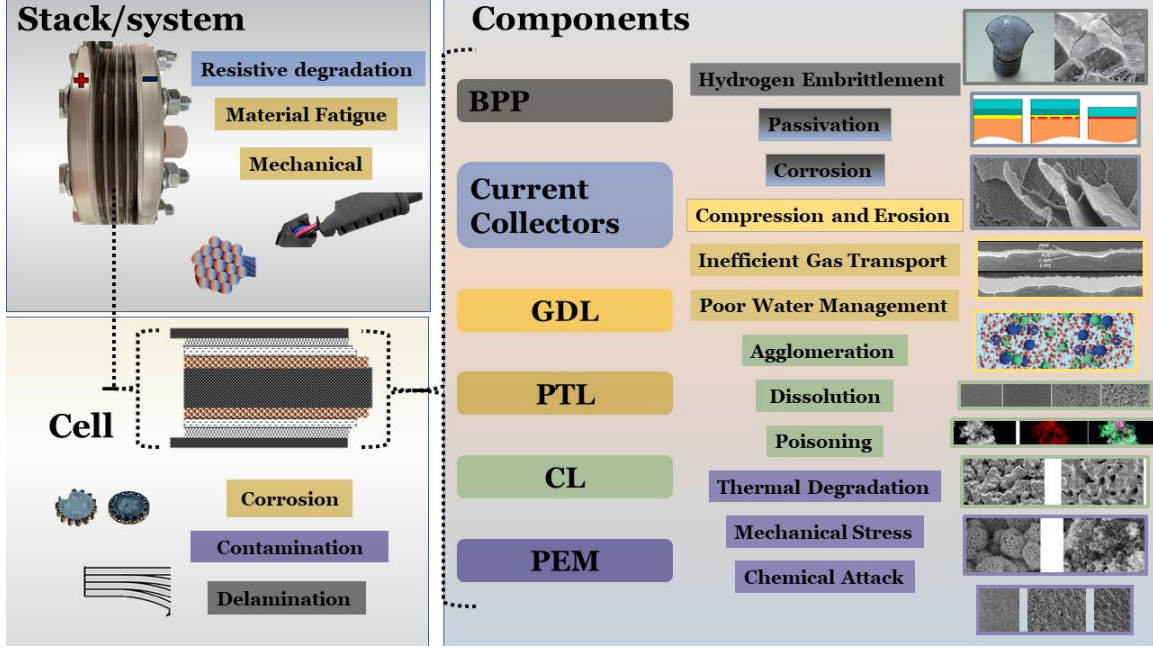 Stack/system
Resistive degradation
Material Fatigue
Mechanical
Cell
Corrosion
Contamination
Delamination
Components
BPP
Current
Collectors
GDL
PTL
CL
PEM
Hydrogen Embrittlement
Passivation
Corrosion
Compression and Erosion
Inefficient Gas Transport
Poor Water Management
Agglomeration
Dissolution
Poisoning
Thermal Degradation
Mechanical Stress
Chemical Attack
PEM